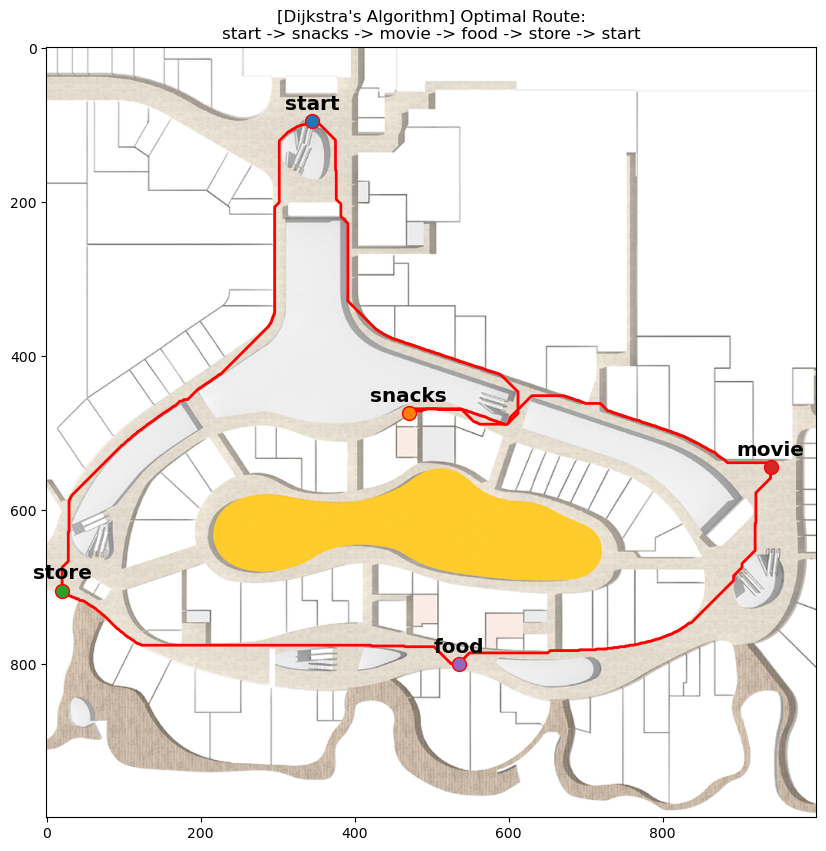 [Dijkstra's Algorithm] Optimal Route:
start -> snacks -> movie -> food -> store -> start
0
start
200
400
snacks
movie
600
store
food
800
0 200 400 600 800